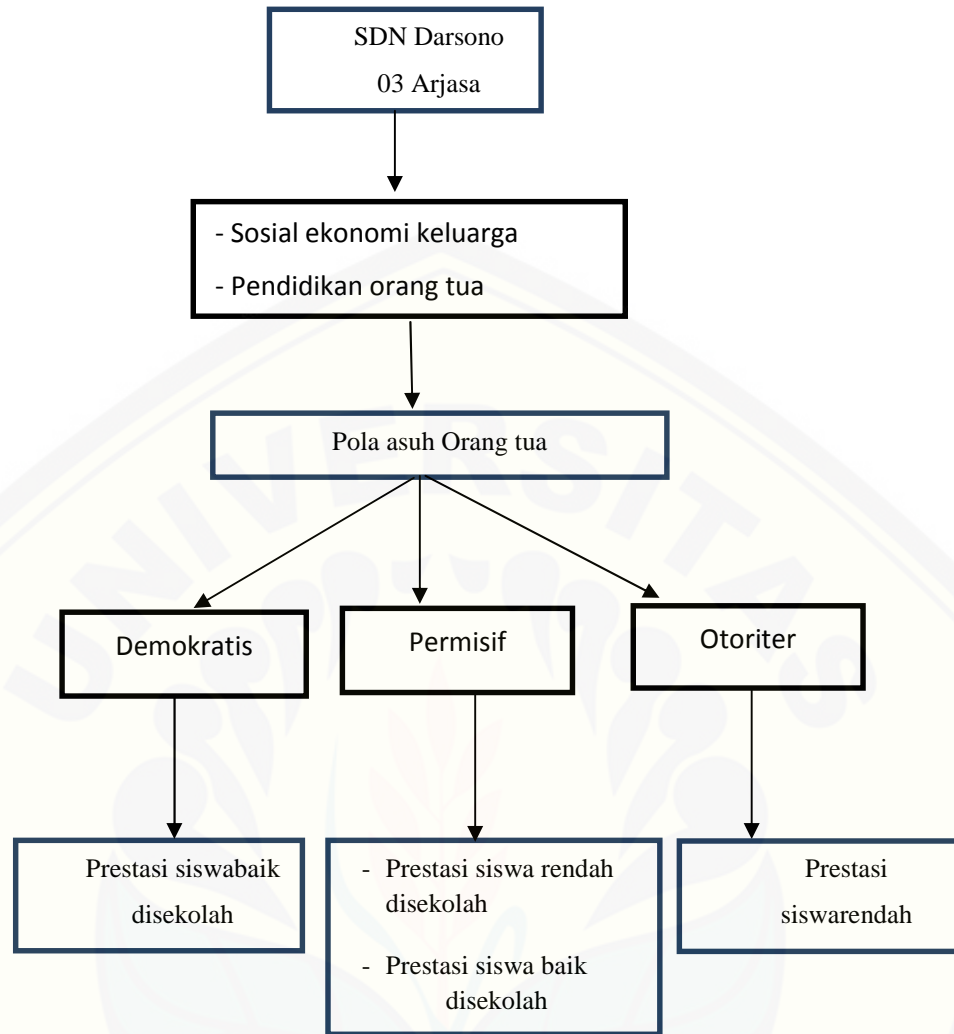 SDN Darsono
03 Arjasa
- Sosial ekonomi keluarga
- Pendidikan orang tua
Pola asuh Orang tua
UNIVERSITAS
Demokratis
Permisif
Otoriter
Prestasi siswabaik
disekolah
- Prestasi siswa rendah
disekolah
- Prestasi siswa baik
disekolah
Prestasi
siswarendah